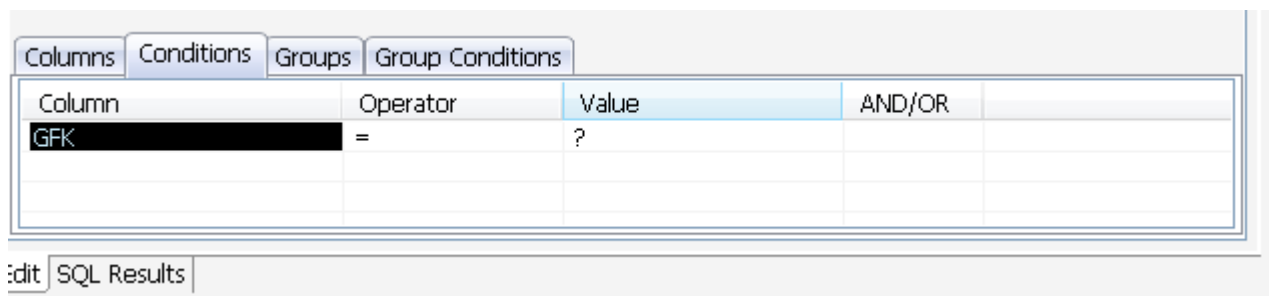 Columns Conditions Groups Group Conditions
Column Operator Value AND/OR
GFK = ?
SQL Results